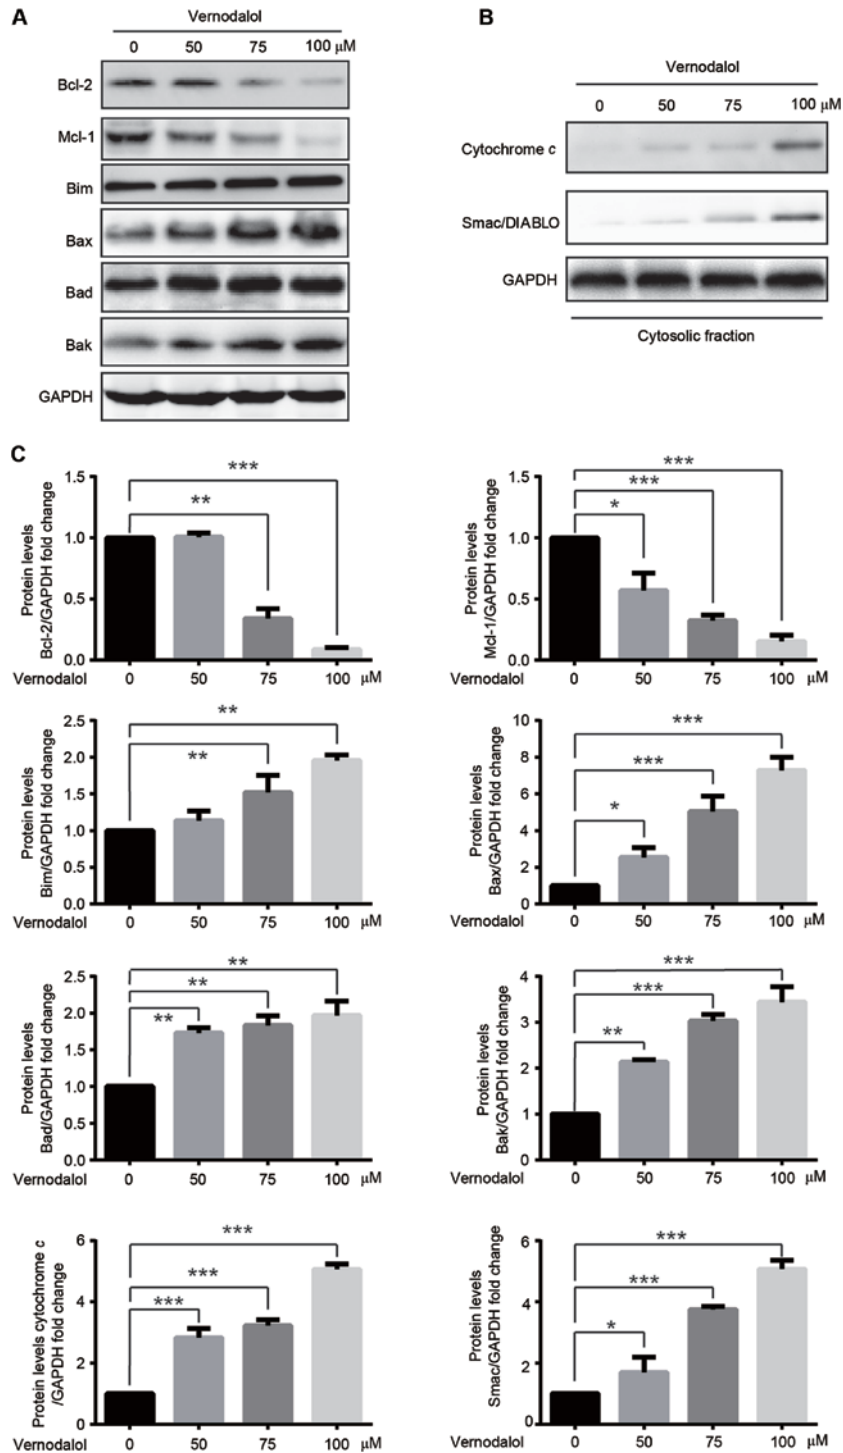 A
Vernodalol
0 50 75 100 μM
Bcl-2
Mcl-1
Bim
Bax
Bad
Bak
GAPDH
B
Vernodalol
0 50 75 100 μM
Cytochrome c
Smac/DIABLO
GAPDH
Cytosolic fraction
C
Protein levels
Bcl-2/GAPDH fold change
1.5
1.0
0.5
0.0
***
**
Vernodalol 0 50 75 100 μM
Protein levels
Mcl-1/GAPDH fold change
1.5
1.0
0.5
0.0
***
***
*
Vernodalol 0 50 75 100 μM
Protein levels
Bim/GAPDH fold change
2.5
2.0
1.5
1.0
0.5
0.0
**
**
Vernodalol 0 50 75 100 μM
Protein levels
Bax/GAPDH fold change
10
8
6
4
2
0
***
***
*
Vernodalol 0 50 75 100 μM
Protein levels
Bad/GAPDH fold change
2.5
2.0
1.5
1.0
0.5
0.0
**
**
**
Vernodalol 0 50 75 100 μM
Protein levels
Bak/GAPDH fold change
4
3
2
1
0
***
***
**
Vernodalol 0 50 75 100 μM
Protein levels cytochrome c
/GAPDH fold change
6
4
2
0
***
***
***
Vernodalol 0 50 75 100 μM
Protein levels
Smac/GAPDH fold change
6
4
2
0
***
***
*
Vernodalol 0 50 75 100 μM